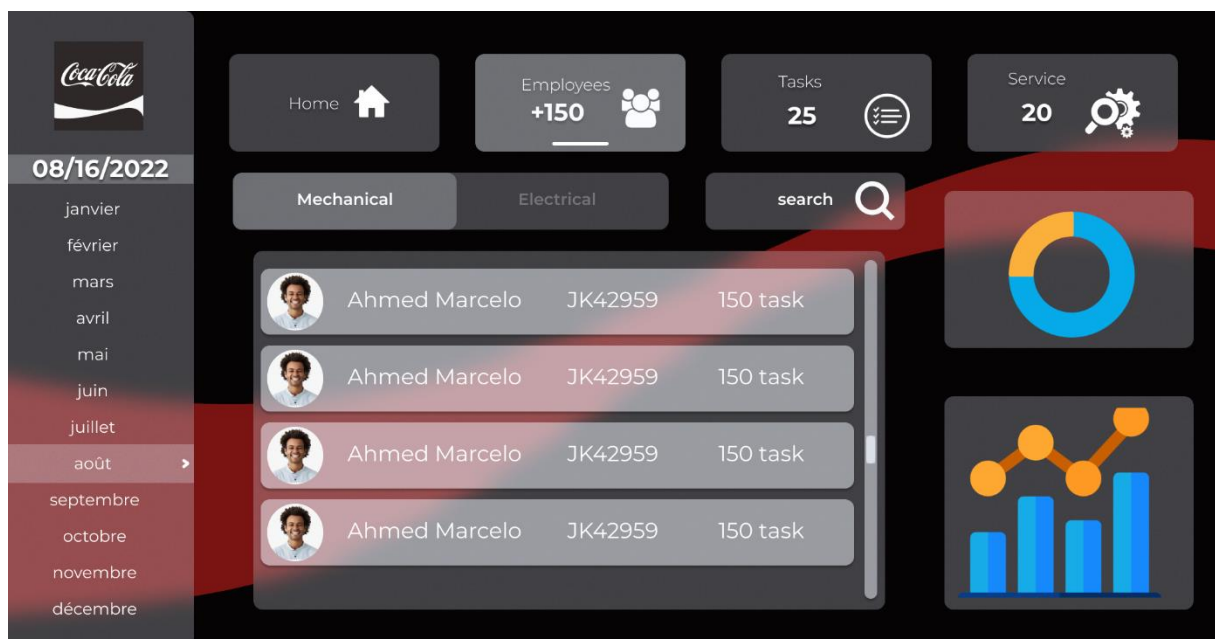 Coca-Cola
08/16/2022
janvier
février
mars
avril
mai
juin
juillet
août
septembre
octobre
novembre
décembre
Home
Employees
+150
Tasks
25
Service
20
Mechanical
Electrical
search
Ahmed Marcelo JK42959 150 task
Ahmed Marcelo JK42959 150 task
Ahmed Marcelo JK42959 150 task
Ahmed Marcelo JK42959 150 task